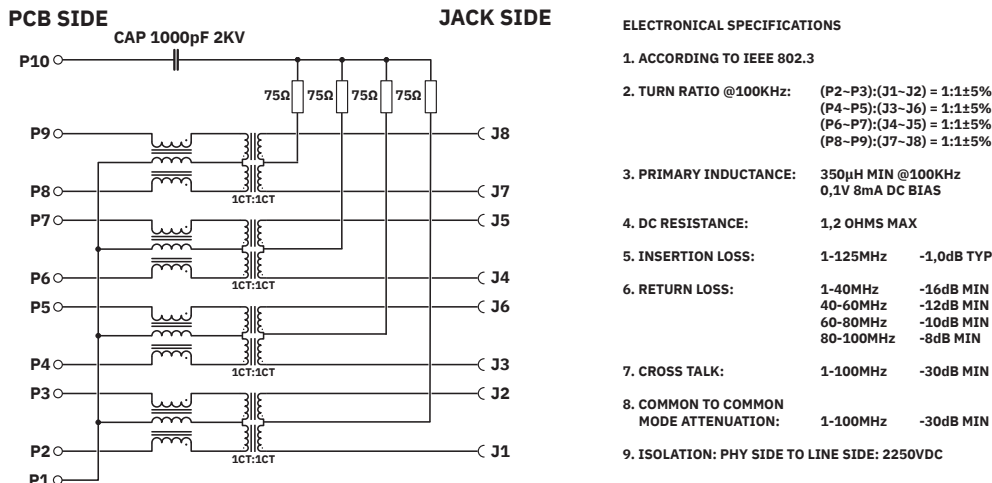 PCB SIDE
JACK SIDE
CAP 1000pF 2KV
P10
75Ω 75Ω 75Ω 75Ω
P9
J8
P8
J7
1CT:1CT
P7
J5
P6
J4
1CT:1CT
P5
J6
P4
J3
1CT:1CT
P3
J2
P2
J1
1CT:1CT
P1
ELECTRONICAL SPECIFICATIONS
1. ACCORDING TO IEEE 802.3
2. TURN RATIO @100KHz: (P2~P3):(J1~J2) = 1:1±5%
(P4~P5):(J3~J6) = 1:1±5%
(P6~P7):(J4~J5) = 1:1±5%
(P8~P9):(J7~J8) = 1:1±5%
3. PRIMARY INDUCTANCE: 350µH MIN @100KHz
0,1V 8mA DC BIAS
4. DC RESISTANCE: 1,2 OHMS MAX
5. INSERTION LOSS: 1-125MHz -1,0dB TYP
6. RETURN LOSS: 1-40MHz -16dB MIN
40-60MHz -12dB MIN
60-80MHz -10dB MIN
80-100MHz -8dB MIN
7. CROSS TALK: 1-100MHz -30dB MIN
8. COMMON TO COMMON
MODE ATTENUATION: 1-100MHz -30dB MIN
9. ISOLATION: PHY SIDE TO LINE SIDE: 2250VDC